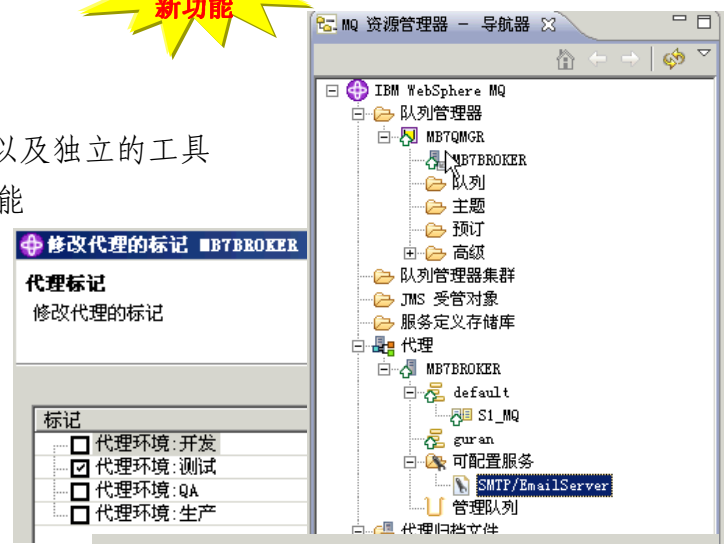 新功能
以及独立的工具
能
修改代理的标记 MB7BROKER
代理标记
修改代理的标记
标记
代理环境:开发
代理环境:测试
代理环境:QA
代理环境:生产
MQ 资源管理器 - 导航器
IBM WebSphere MQ
队列管理器
MB7QMGR
MB7BROKER
队列
主题
预订
高级
队列管理器集群
JMS 受管对象
服务定义存储库
代理
MB7BROKER
default
S1_MQ
guran
可配置服务
SMTP/EmailServer
管理队列
代理归档文件